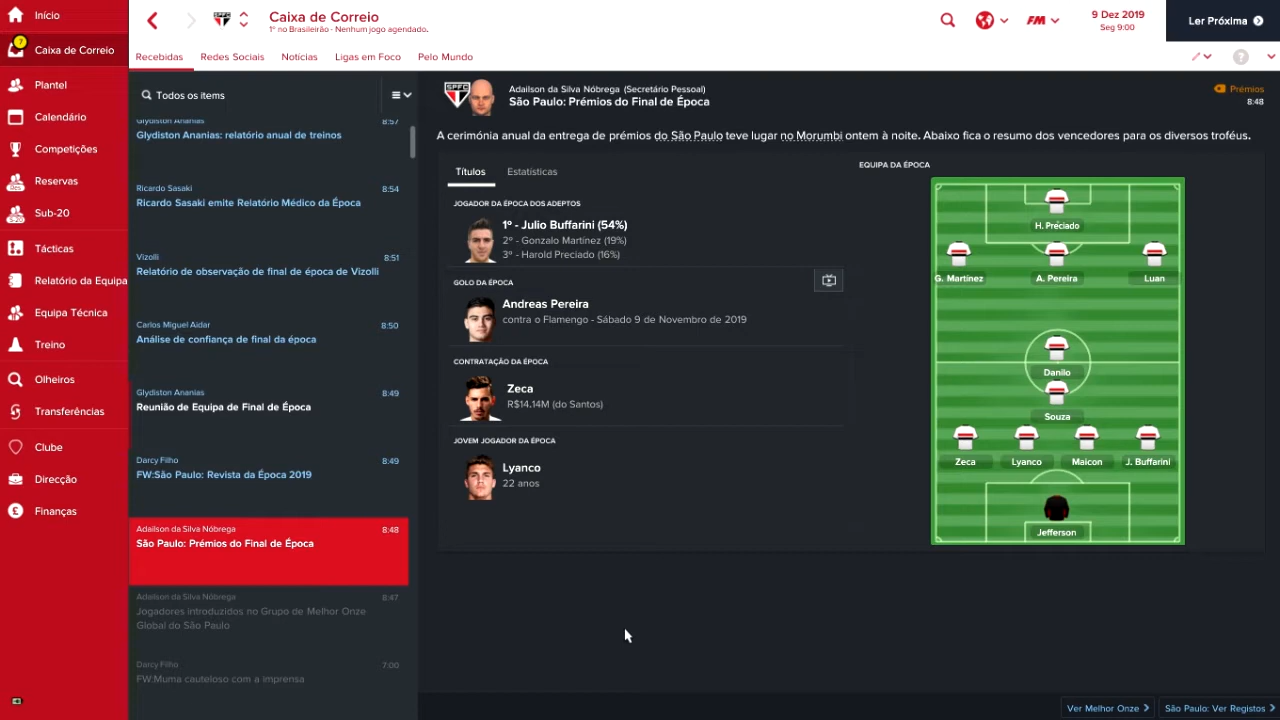 Início
Caixa de Correio
Plantel
Calendário
Competições
Reservas
Sub-20
Tácticas
Relatório da Equipa
Equipa Técnica
Treino
Olheiros
Transferências
Clube
Direcção
Finanças
Caixa de Correio
1º no Brasileirão - Nenhum jogo agendado.
FM
9 Dez 2019
Seg 9:00
Ler Próxima
Recebidas
Redes Sociais
Notícias
Ligas em Foco
Pelo Mundo
Todos os items
Glydiston Ananias 8:57
Glydiston Ananias: relatório anual de treinos
Ricardo Sasaki 8:54
Ricardo Sasaki emite Relatório Médico da Época
Vizolli 8:51
Relatório de observação de final de época de Vizolli
Carlos Miguel Aidar 8:50
Análise de confiança de final da época
Glydiston Ananias 8:49
Reunião de Equipa de Final de Época
Darcy Filho 8:49
FW:São Paulo: Revista da Época 2019
Adailson da Silva Nóbrega 8:48
São Paulo: Prémios do Final de Época
Adailson da Silva Nóbrega 8:47
Jogadores introduzidos no Grupo de Melhor Onze
Global do São Paulo
Darcy Filho 7:00
FW:Muma cauteloso com a imprensa
SPFC
Adailson da Silva Nóbrega (Secretário Pessoal)
São Paulo: Prémios do Final de Época
Prémios
8:48
A cerimónia anual da entrega de prémios do São Paulo teve lugar no Morumbi ontem à noite. Abaixo fica o resumo dos vencedores para os diversos troféus.
Títulos
Estatísticas
JOGADOR DA ÉPOCA DOS ADEPTOS
1º - Julio Buffarini (54%)
2º - Gonzalo Martínez (19%)
3º - Harold Preciado (16%)
GOLO DA ÉPOCA
Andreas Pereira
contra o Flamengo - Sábado 9 de Novembro de 2019
CONTRATAÇÃO DA ÉPOCA
Zeca
R$14.14M (do Santos)
JOVEM JOGADOR DA ÉPOCA
Lyanco
22 anos
EQUIPA DA ÉPOCA
H. Preciado
G. Martínez
A. Pereira
Luan
Danilo
Souza
Zeca
Lyanco
Maicon
J. Buffarini
Jefferson
Ver Melhor Onze
São Paulo: Ver Registos